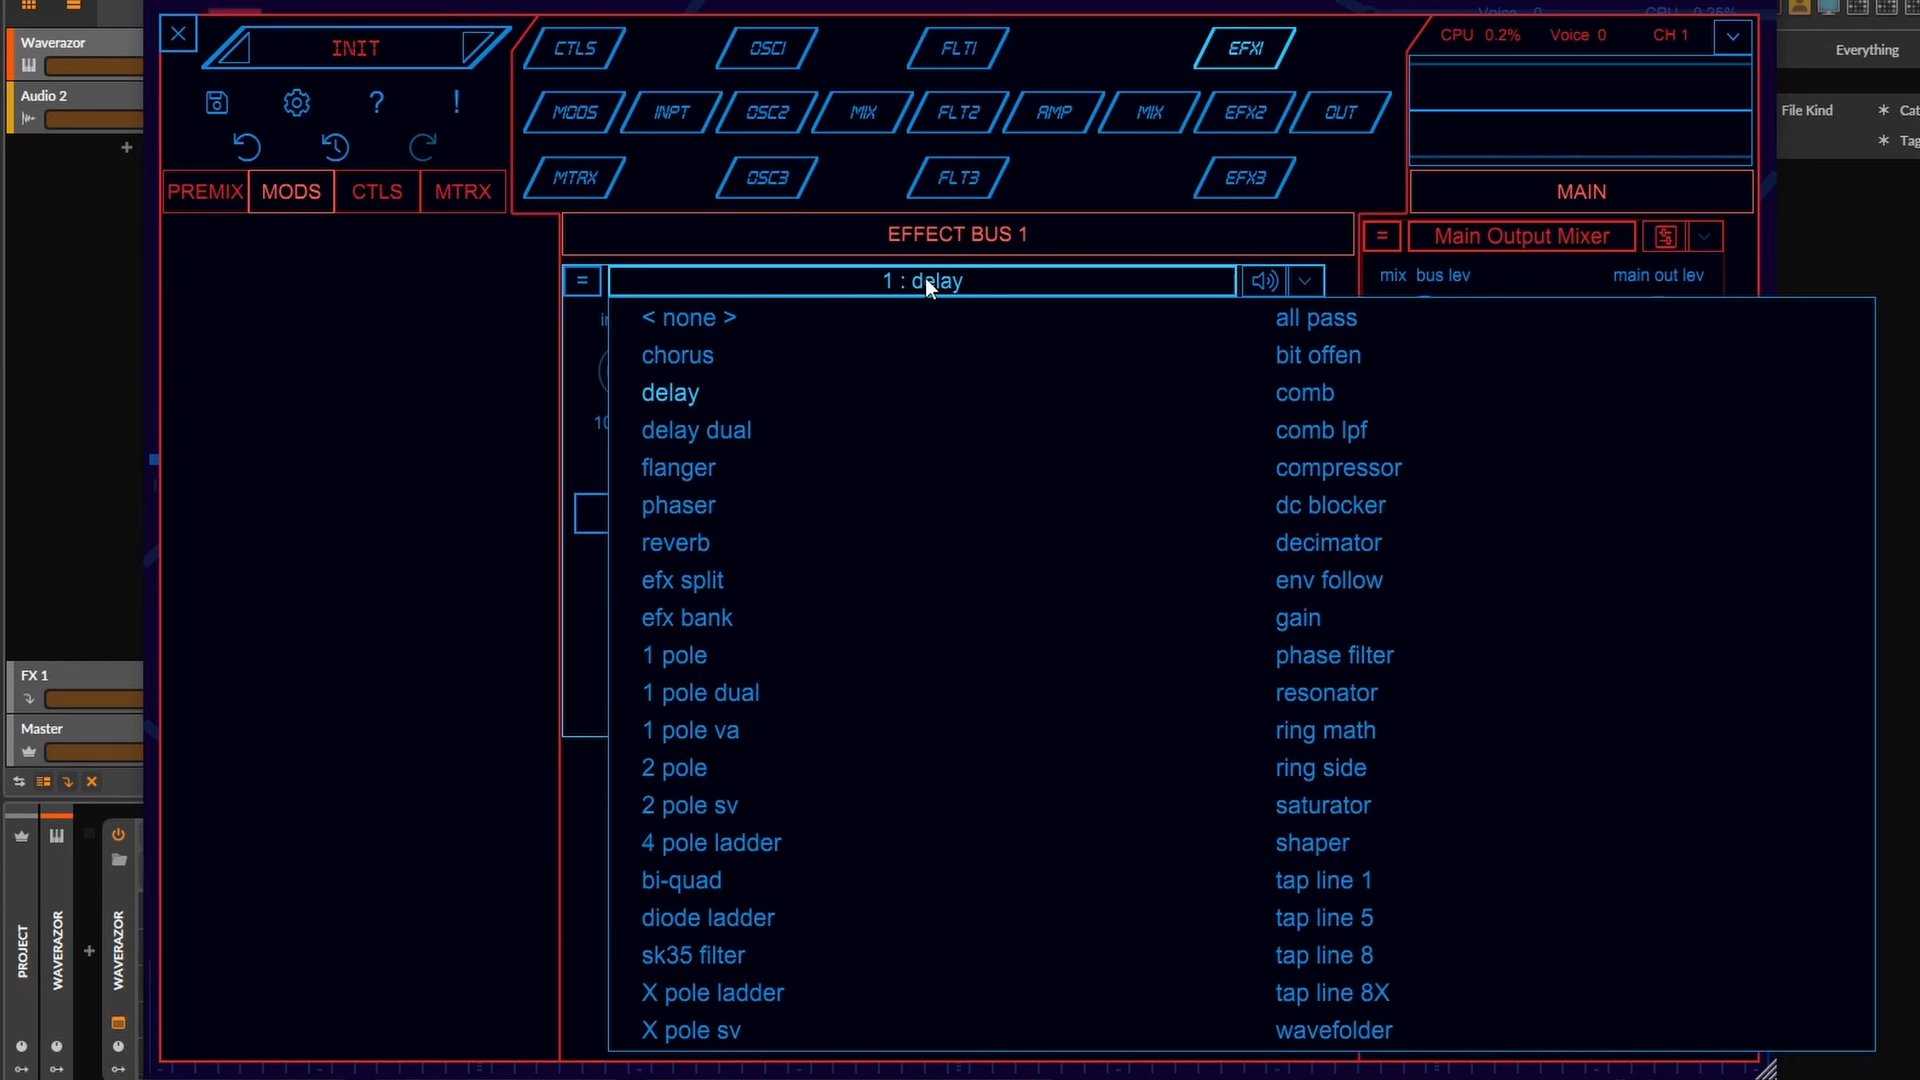 Waverazor
Audio 2
+
INIT
?
!
CTLS
OSC1
FLT1
EFX1
MODS
INPT
OSC2
MIX
FLT2
AMP
MIX
EFX2
OUT
MTRX
OSC3
FLT3
EFX3
CPU 0.2%
Voice 0
CH 1
Everything
File Kind
PREMIX
MODS
CTLS
MTRX
MAIN
EFFECT BUS 1
= 1 : delay
= Main Output Mixer
mix bus lev
main out lev
< none >
chorus
delay
delay dual
flanger
phaser
reverb
efx split
efx bank
1 pole
1 pole dual
1 pole va
2 pole
2 pole sv
4 pole ladder
bi-quad
diode ladder
sk35 filter
X pole ladder
X pole sv
all pass
bit offen
comb
comb lpf
compressor
dc blocker
decimator
env follow
gain
phase filter
resonator
ring math
ring side
saturator
shaper
tap line 1
tap line 5
tap line 8
tap line 8X
wavefolder
FX 1
Master
PROJECT
WAVERAZOR
+
WAVERAZOR